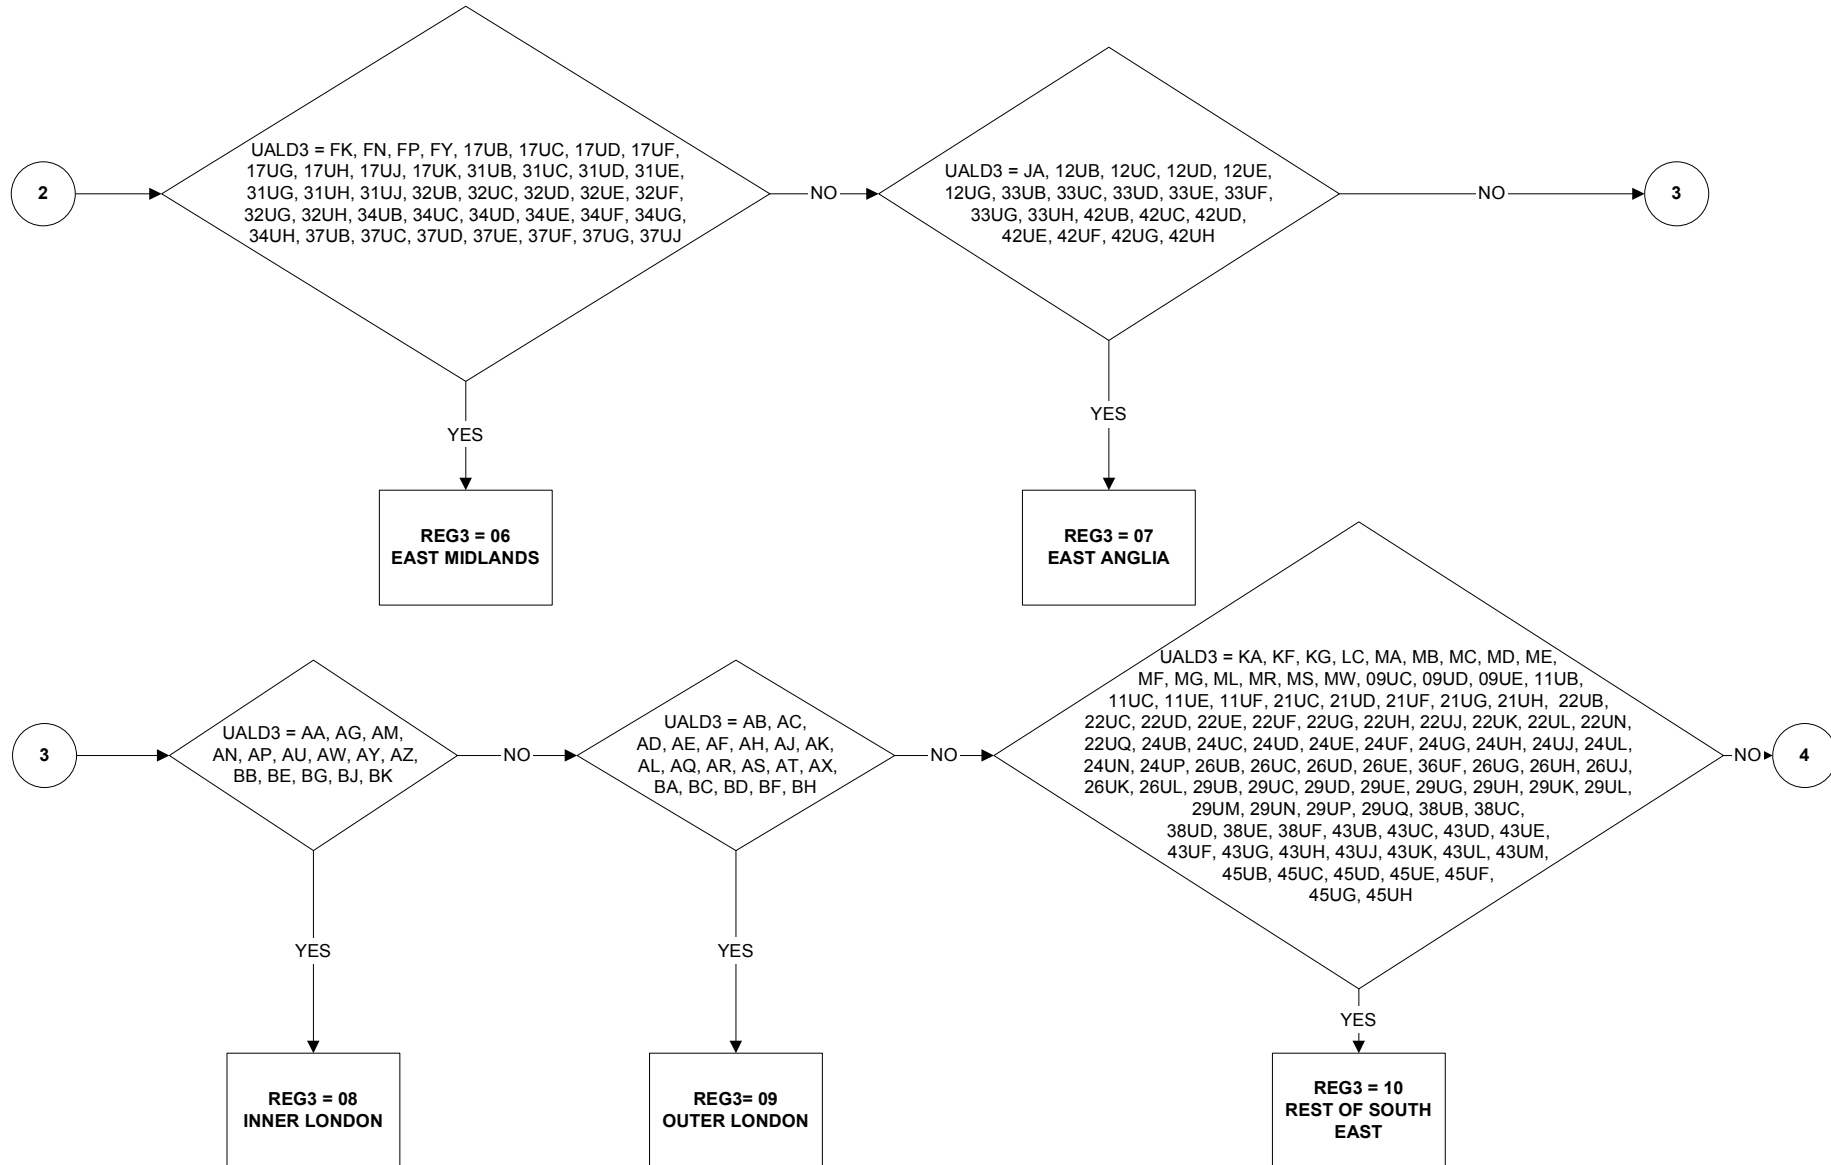 2
UALD3 = FK, FN, FP, FY, 17UB, 17UC, 17UD, 17UF,
17UG, 17UH, 17UJ, 17UK, 31UB, 31UC, 31UD, 31UE,
31UG, 31UH, 31UJ, 32UB, 32UC, 32UD, 32UE, 32UF,
32UG, 32UH, 34UB, 34UC, 34UD, 34UE, 34UF, 34UG,
34UH, 37UB, 37UC, 37UD, 37UE, 37UF, 37UG, 37UJ
NO
UALD3 = JA, 12UB, 12UC, 12UD, 12UE,
12UG, 33UB, 33UC, 33UD, 33UE, 33UF,
33UG, 33UH, 42UB, 42UC, 42UD,
42UE, 42UF, 42UG, 42UH
NO
3
YES
YES
REG3 = 06
EAST MIDLANDS
REG3 = 07
EAST ANGLIA
3
UALD3 = AA, AG, AM,
AN, AP, AU, AW, AY, AZ,
BB, BE, BG, BJ, BK
NO
UALD3 = AB, AC,
AD, AE, AF, AH, AJ, AK,
AL, AQ, AR, AS, AT, AX,
BA, BC, BD, BF, BH
NO
UALD3 = KA, KF, KG, LC, MA, MB, MC, MD, ME,
MF, MG, ML, MR, MS, MW, 09UC, 09UD, 09UE, 11UB,
11UC, 11UE, 11UF, 21UC, 21UD, 21UF, 21UG, 21UH, 22UB,
22UC, 22UD, 22UE, 22UF, 22UG, 22UH, 22UJ, 22UK, 22UL, 22UN,
22UQ, 24UB, 24UC, 24UD, 24UE, 24UF, 24UG, 24UH, 24UJ, 24UL,
24UN, 24UP, 26UB, 26UC, 26UD, 26UE, 36UF, 26UG, 26UH, 26UJ,
26UK, 26UL, 29UB, 29UC, 29UD, 29UE, 29UG, 29UH, 29UK, 29UL,
29UM, 29UN, 29UP, 29UQ, 38UB, 38UC,
38UD, 38UE, 38UF, 43UB, 43UC, 43UD, 43UE,
43UF, 43UG, 43UH, 43UJ, 43UK, 43UL, 43UM,
45UB, 45UC, 45UD, 45UE, 45UF,
45UG, 45UH
NO
4
YES
YES
YES
REG3 = 08
INNER LONDON
REG3= 09
OUTER LONDON
REG3 = 10
REST OF SOUTH
EAST